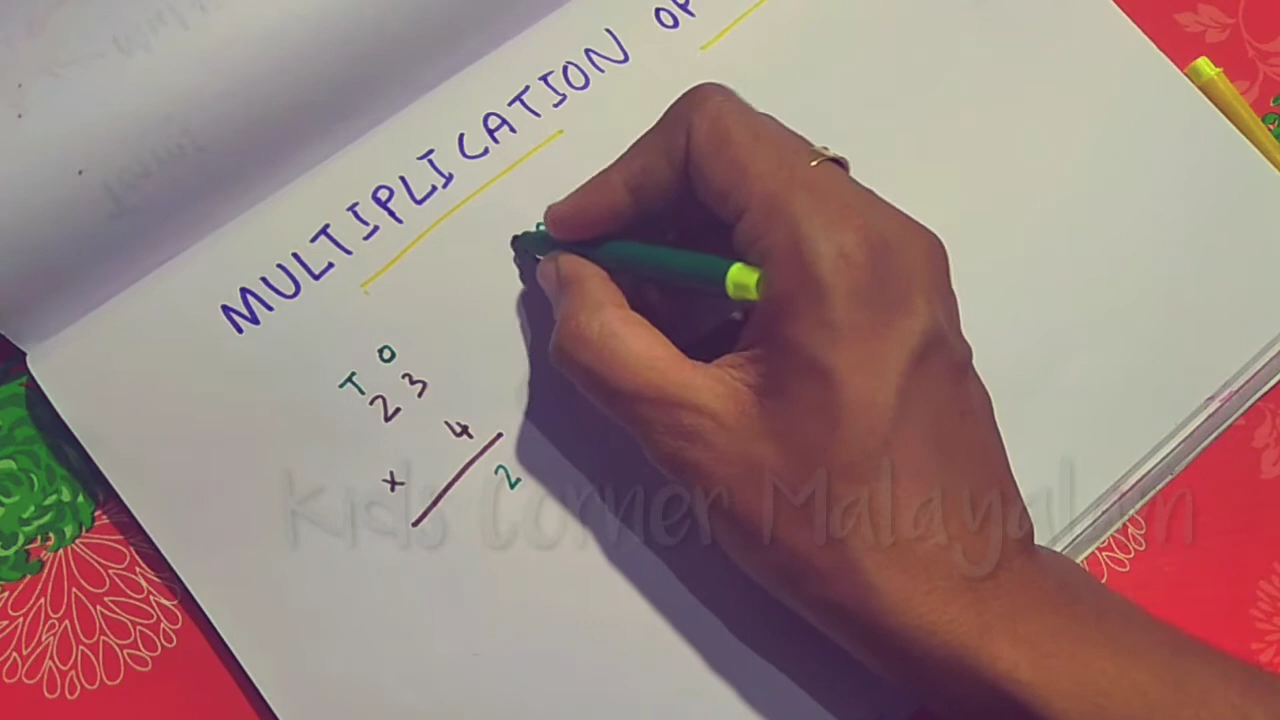 MULTIPLICATION OF
T O
2 3
× 4
2
Kids Corner Malayalam